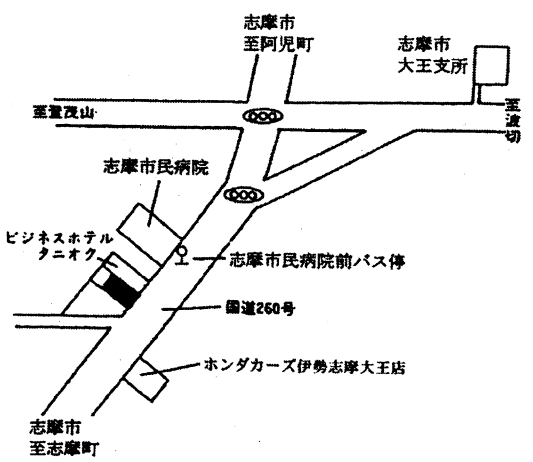 志摩市
至阿児町
志摩市
大王支所
至登茂山
至波切
志摩市民病院
ビジネスホテル
タニオク
志摩市民病院前バス停
国道260号
ホンダカーズ伊勢志摩大王店
志摩市
至志摩町